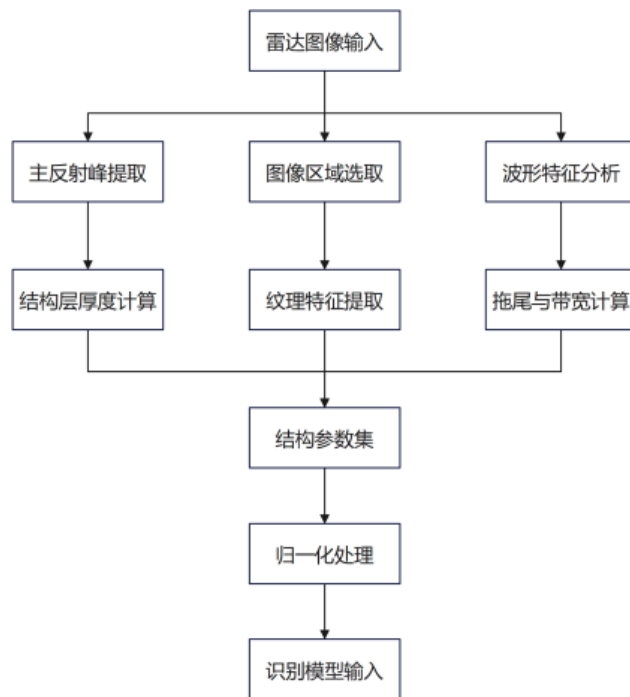 雷达图像输入
主反射峰提取
图像区域选取
波形特征分析
结构层厚度计算
纹理特征提取
拖尾与带宽计算
结构参数集
归一化处理
识别模型输入